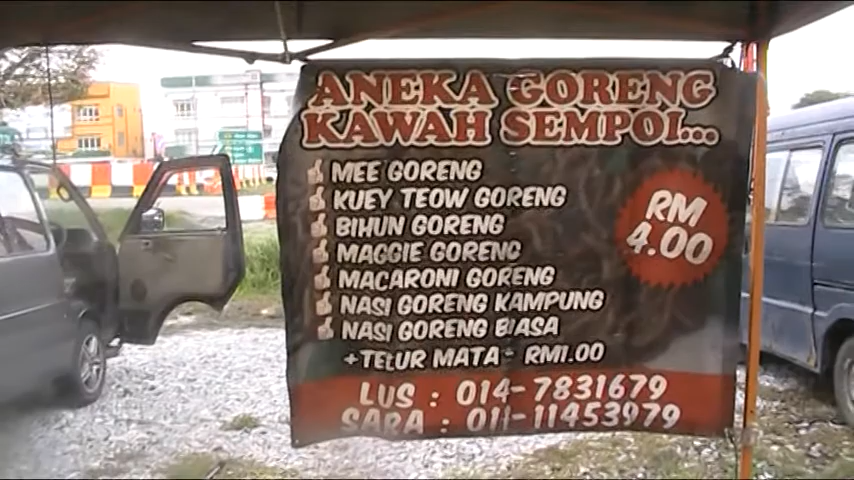 ANEKA GORENG
KAWAH SEMPOI...
MEE GORENG
KUEY TEOW GORENG
BIHUN GORENG
MAGGIE GORENG
MACARONI GORENG
NASI GORENG KAMPUNG
NASI GORENG BIASA
+TELUR MATA - RM1.00
RM
4.00
LUS : 014-7831679
SARA : 011-11453979